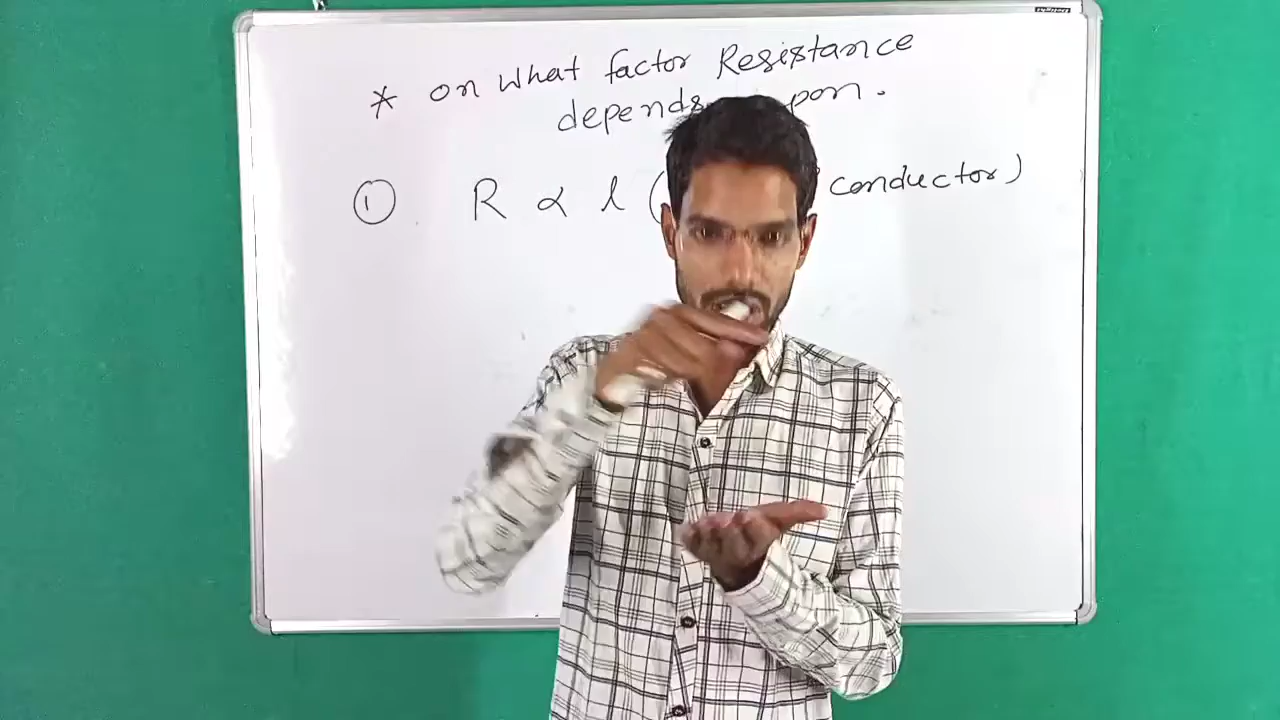 * on what factor Resistance
depends pon.
① R ∝ l ( conductor)